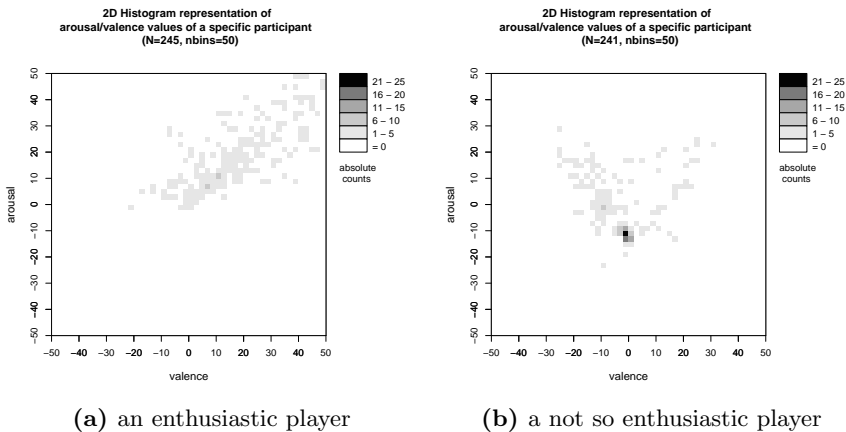 2D Histogram representation of
arousal/valence values of a specific participant
(N=245, nbins=50)
50
40
30
20
10
0
−10
−20
−30
−40
−50
arousal
−50 −40 −30 −20 −10 0 10 20 30 40 50
valence
21 − 25
16 − 20
11 − 15
6 − 10
1 − 5
= 0
absolute
counts
(a) an enthusiastic player
2D Histogram representation of
arousal/valence values of a specific participant
(N=241, nbins=50)
50
40
30
20
10
0
−10
−20
−30
−40
−50
arousal
−50 −40 −30 −20 −10 0 10 20 30 40 50
valence
21 − 25
16 − 20
11 − 15
6 − 10
1 − 5
= 0
absolute
counts
(b) a not so enthusiastic player